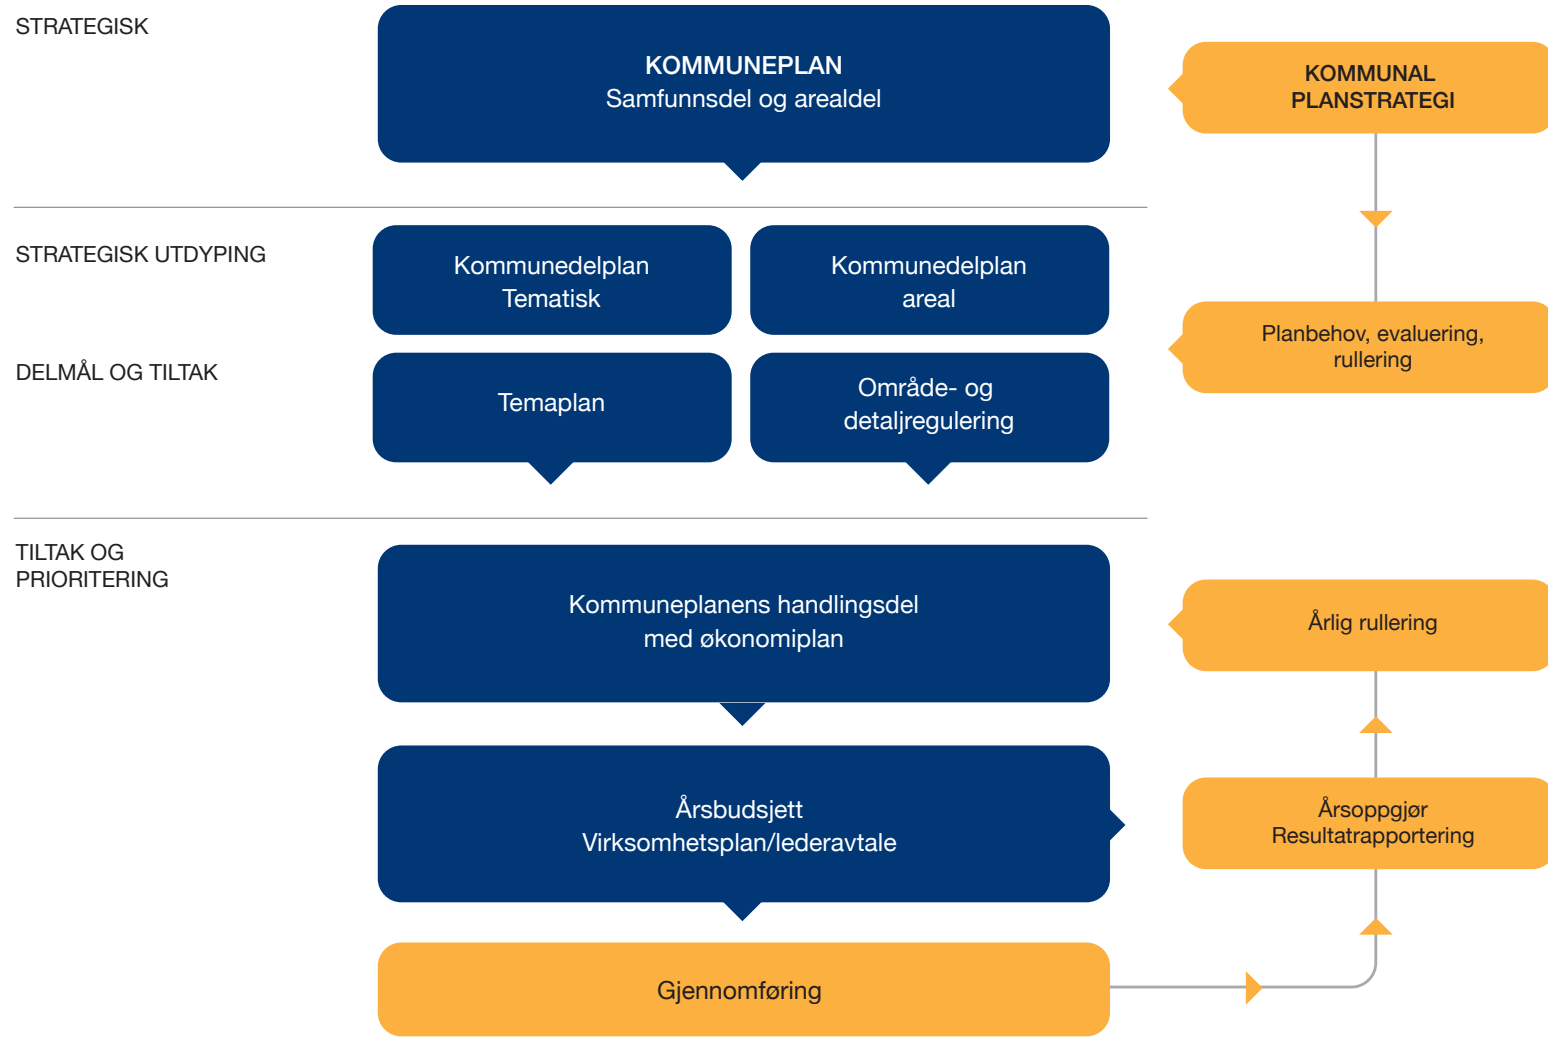 STRATEGISK
KOMMUNEPLAN
Samfunnsdel og arealdel
KOMMUNAL
PLANSTRATEGI
STRATEGISK UTDYPING
Kommunedelplan
Tematisk
Kommunedelplan
areal
Planbehov, evaluering,
rullering
DELMÅL OG TILTAK
Temaplan
Område- og
detaljregulering
TILTAK OG
PRIORITERING
Kommuneplanens handlingsdel
med økonomiplan
Årlig rullering
Årsbudsjett
Virksomhetsplan/lederavtale
Årsoppgjør
Resultatrapportering
Gjennomføring